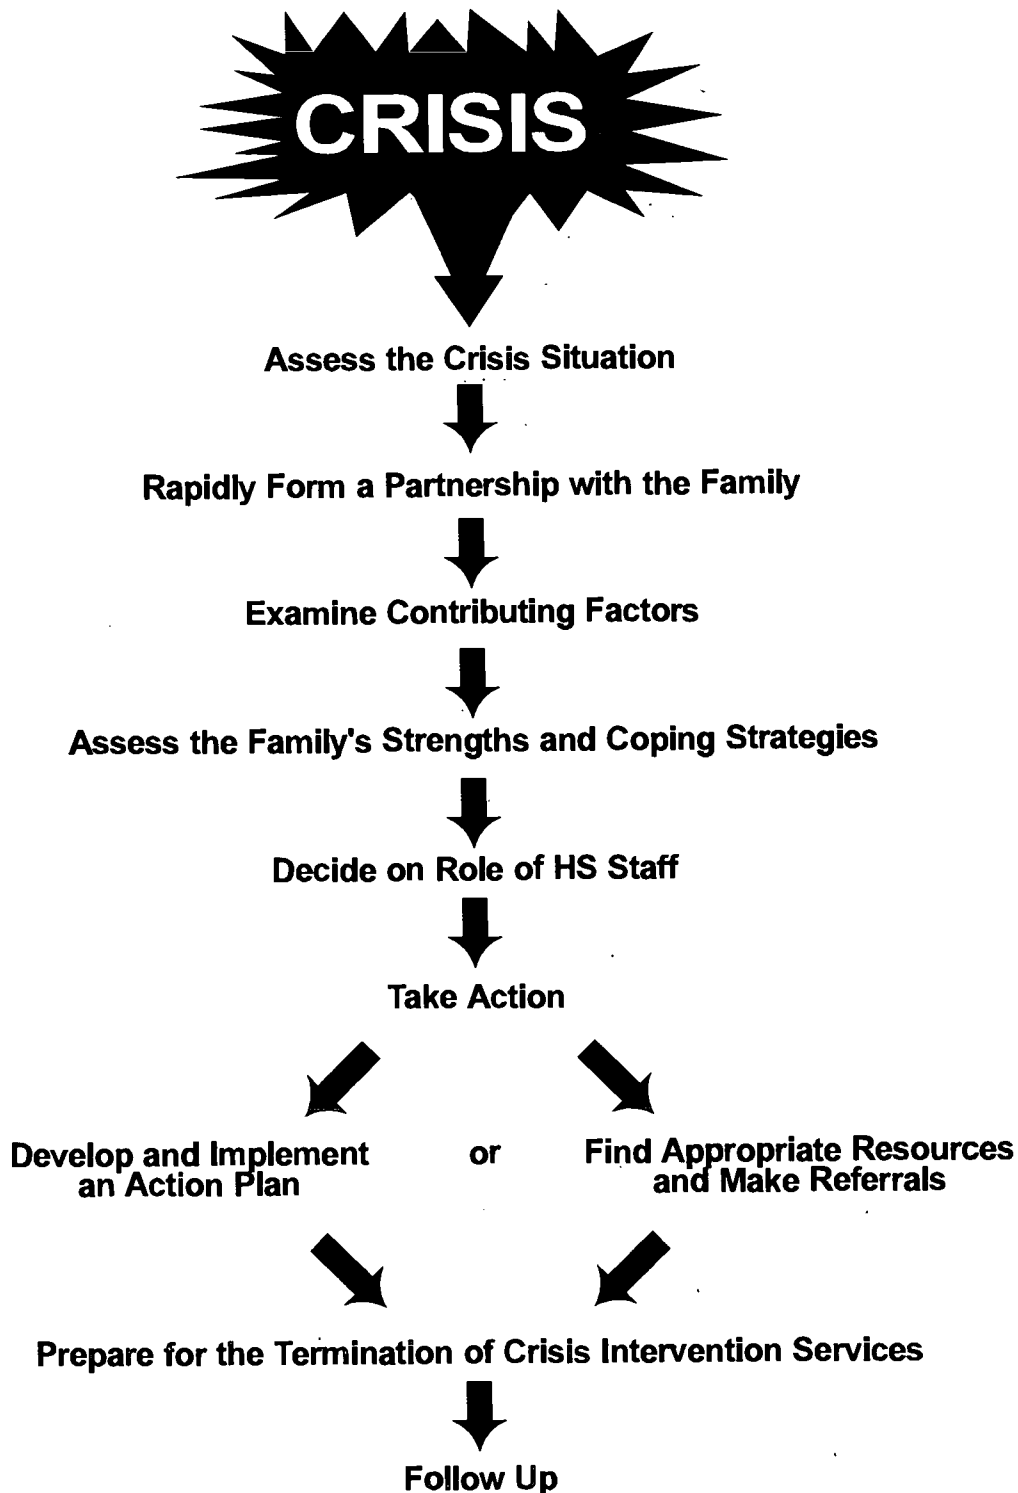 CRISIS
Assess the Crisis Situation
Rapidly Form a Partnership with the Family
Examine Contributing Factors
Assess the Family's Strengths and Coping Strategies
Decide on Role of HS Staff
Take Action
Develop and Implement
an Action Plan
or
Find Appropriate Resources
and Make Referrals
Prepare for the Termination of Crisis Intervention Services
Follow Up